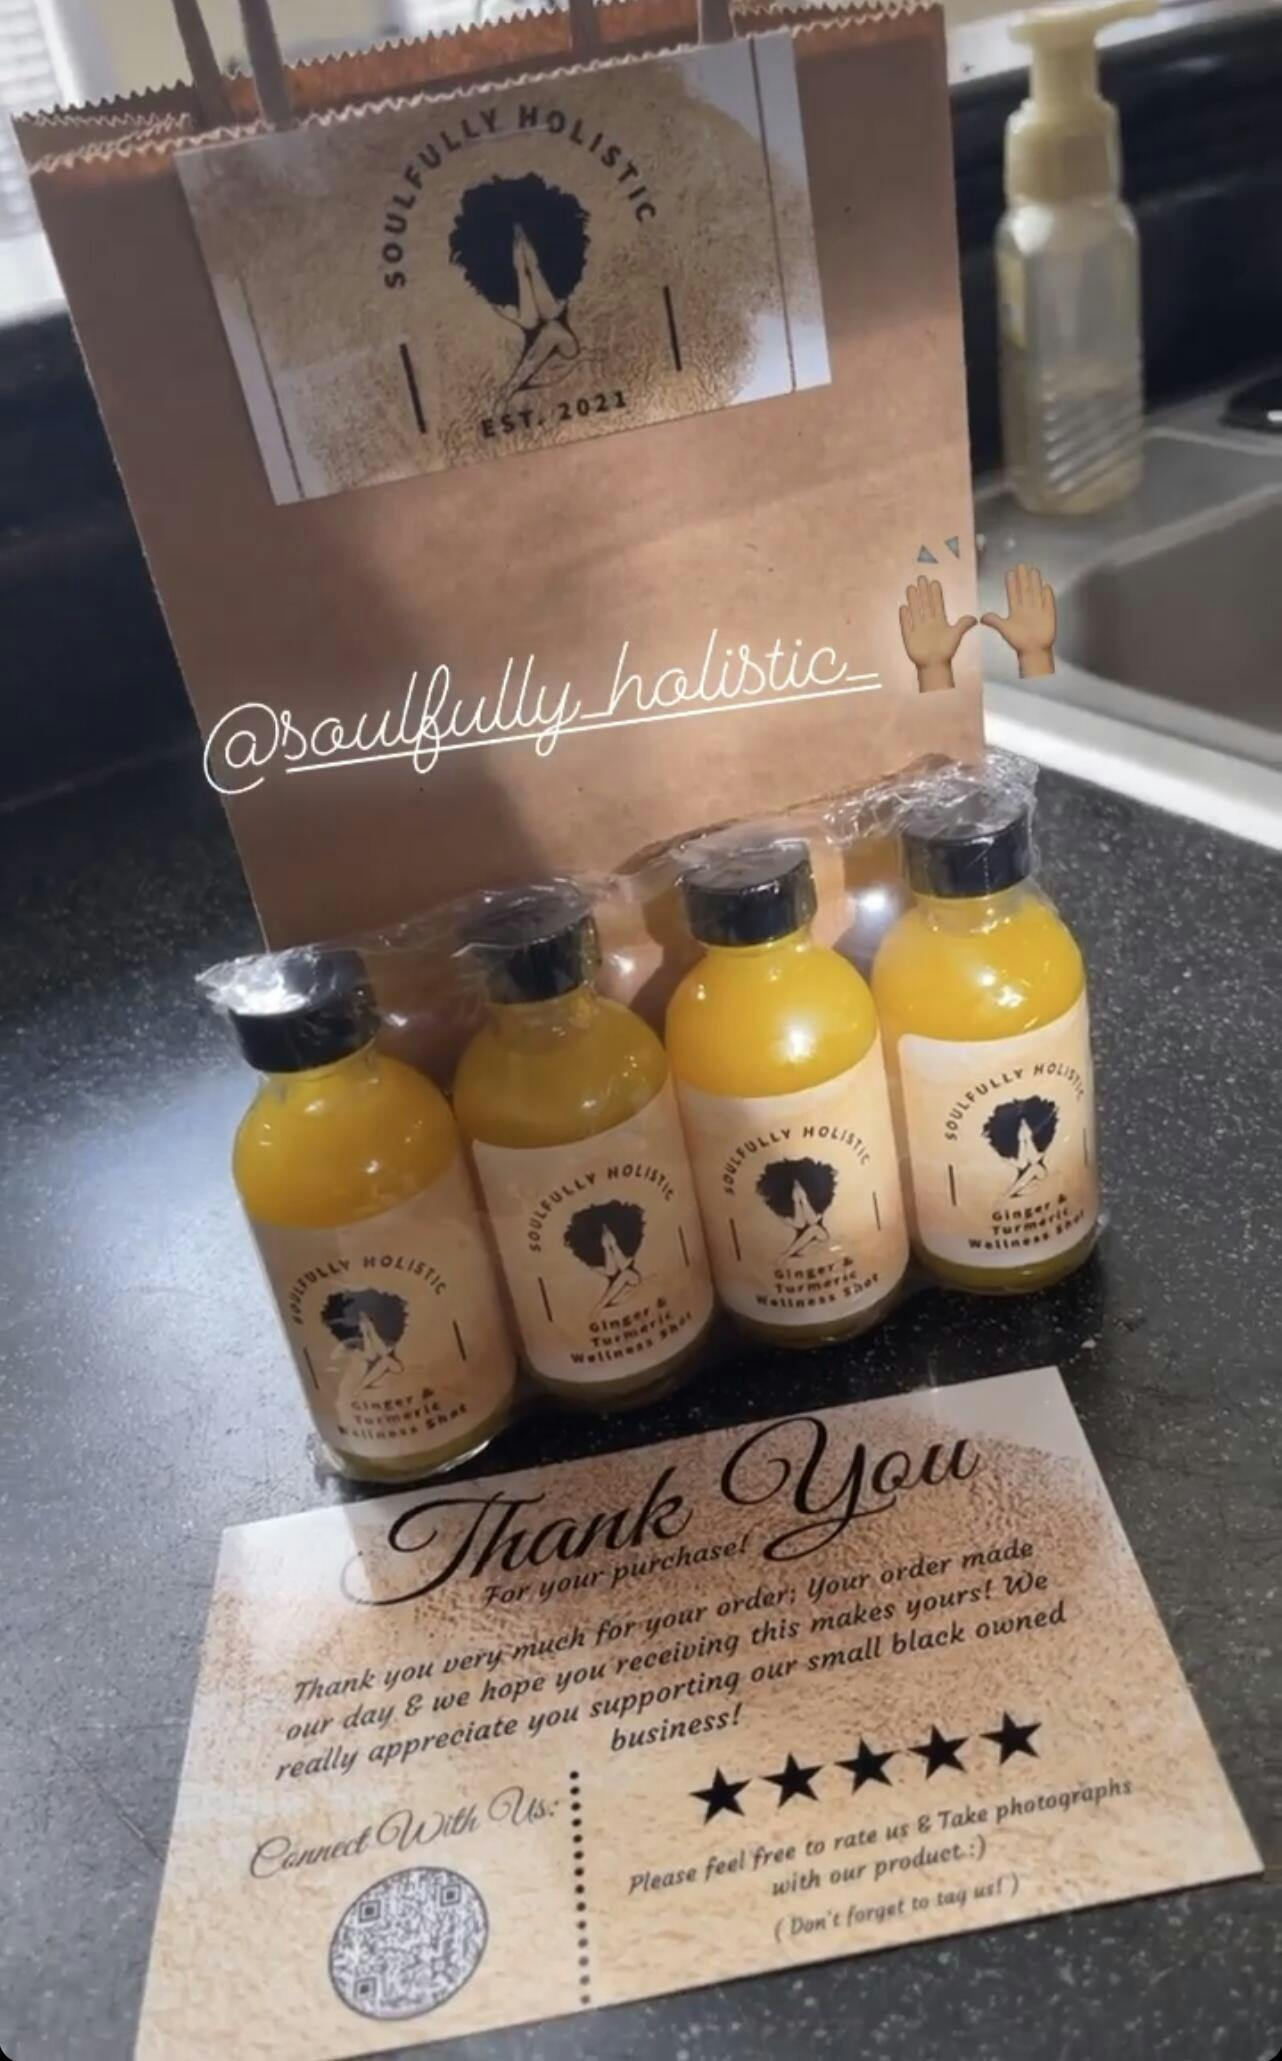 SOULFULLY HOLISTIC
EST. 2021
@soulfully_holistic_
SOULFULLY HOLISTIC
Ginger &
Turmeric
Wellness Shot
SOULFULLY HOLISTIC
Ginger &
Turmeric
Wellness Shot
SOULFULLY HOLISTIC
Ginger &
Turmeric
Wellness Shot
SOULFULLY HOLISTIC
Ginger &
Turmeric
Wellness Shot
Thank You
For your purchase!
Thank you very much for your order; Your order made
our day & we hope you receiving this makes yours! We
really appreciate you supporting our small black owned
business!
Connect With Us:
Please feel free to rate us & Take photographs
with our product :)
( Don't forget to tag us! )